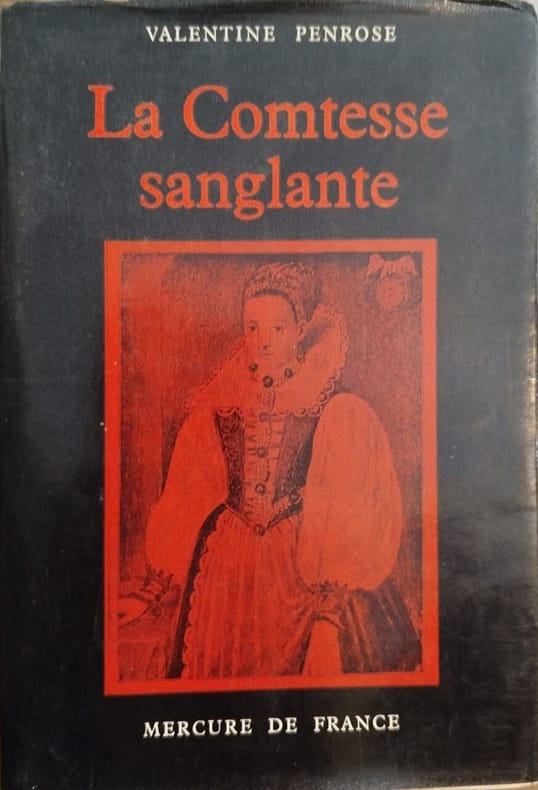 VALENTINE PENROSE
La Comtesse
sanglante
MERCURE DE FRANCE